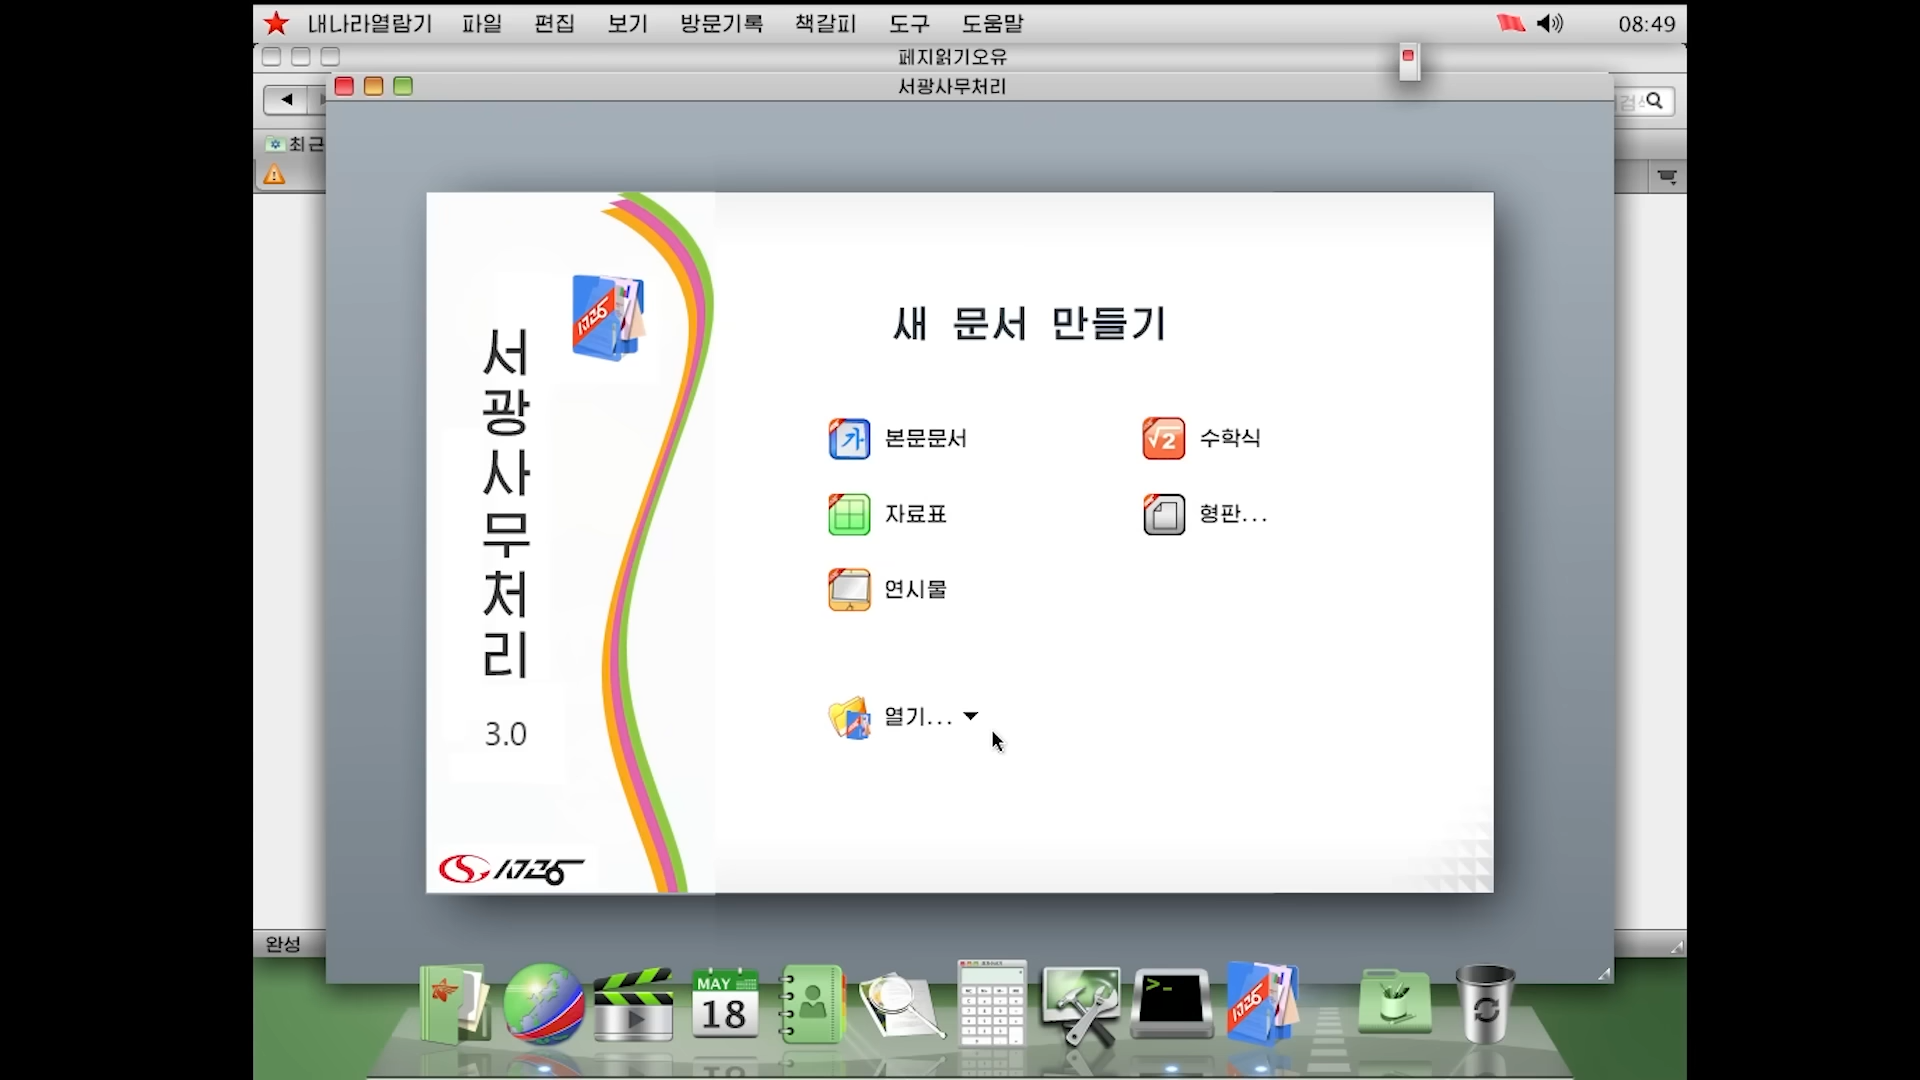 내나라열람기 파일 편집 보기 방문기록 책갈피 도구 도움말 08:49
페지읽기오유
서광사무처리
검색
최근
서광사무처리
3.0
새 문서 만들기
본문문서
수학식
자료표
형판...
연시물
열기...
완성
MAY
18